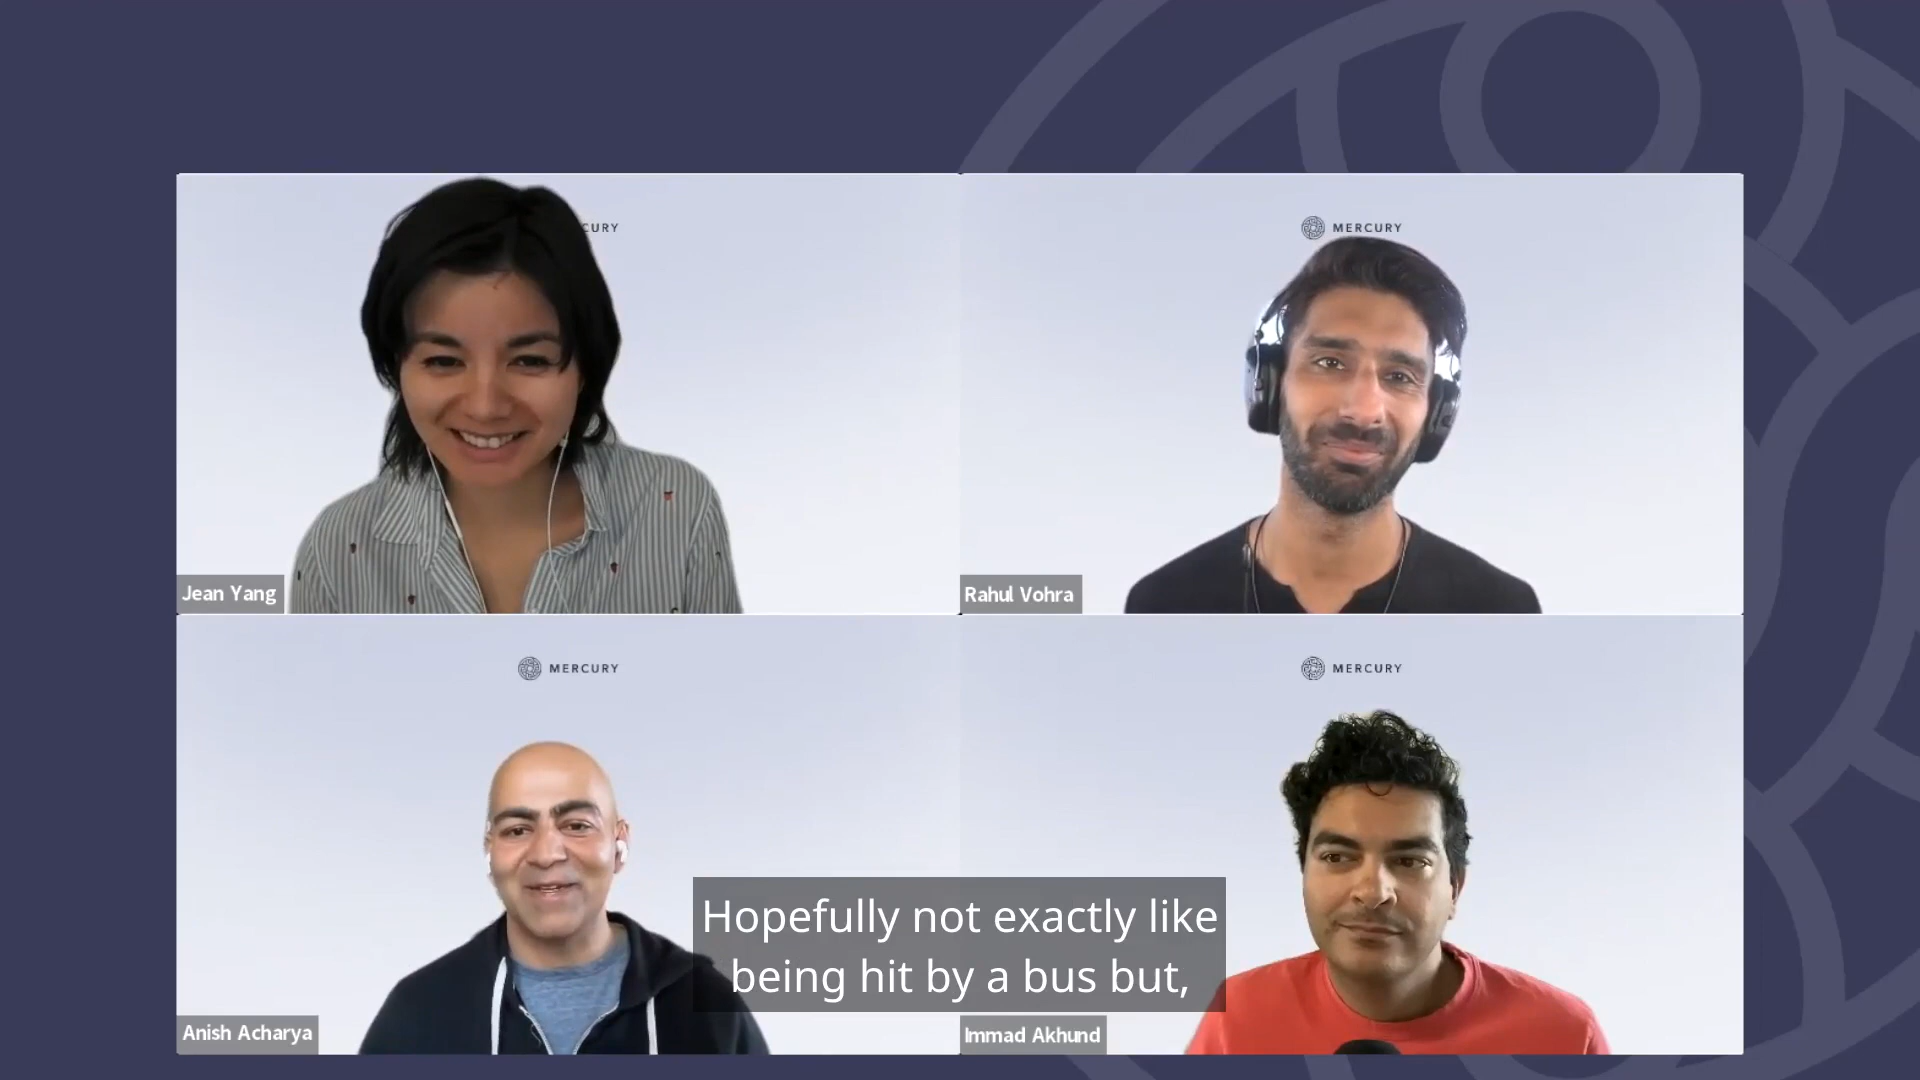 CURY
MERCURY
Jean Yang
Rahul Vohra
MERCURY
MERCURY
Hopefully not exactly like
being hit by a bus but,
Anish Acharya
Immad Akhund